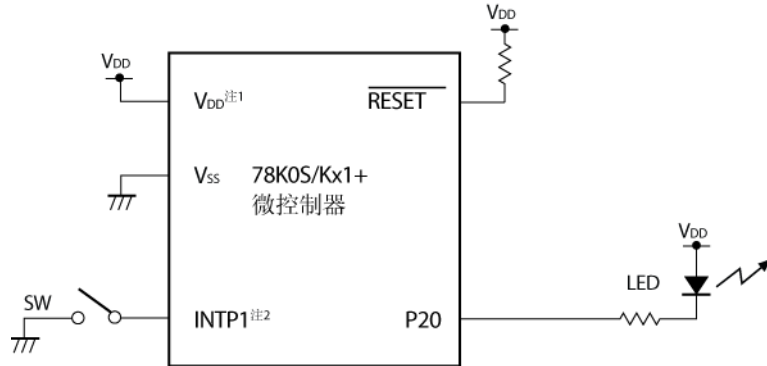 VDD
VDD
VDD注1
RESET
VSS
78K0S/Kx1+
微控制器
VDD
LED
SW
INTP1注2
P20